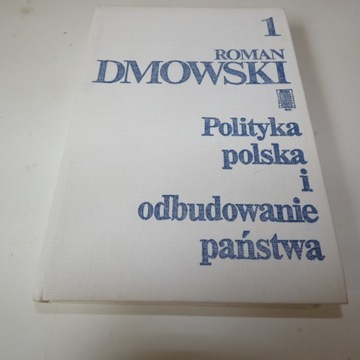 1
ROMAN
DMOWSKI
Polityka
polska
i
odbudowanie
państwa